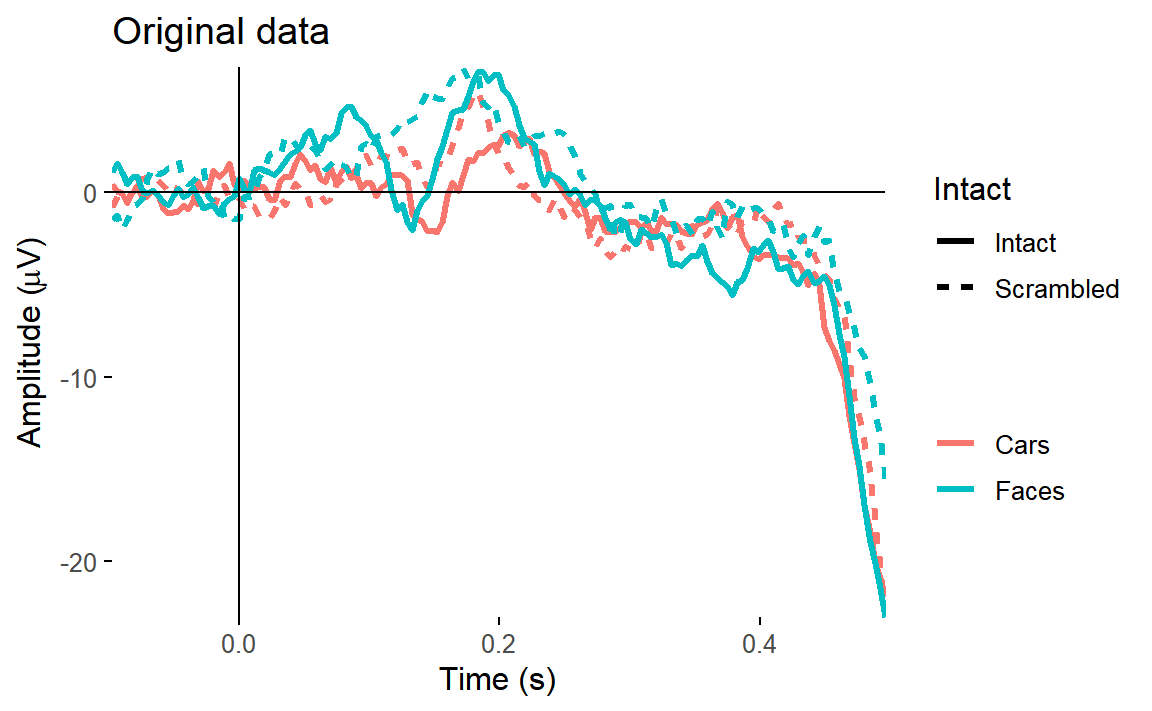 Original data
Amplitude (μV)
0
-10
-20
0.0
0.2
0.4
Time (s)
Intact
Intact
Scrambled
Cars
Faces